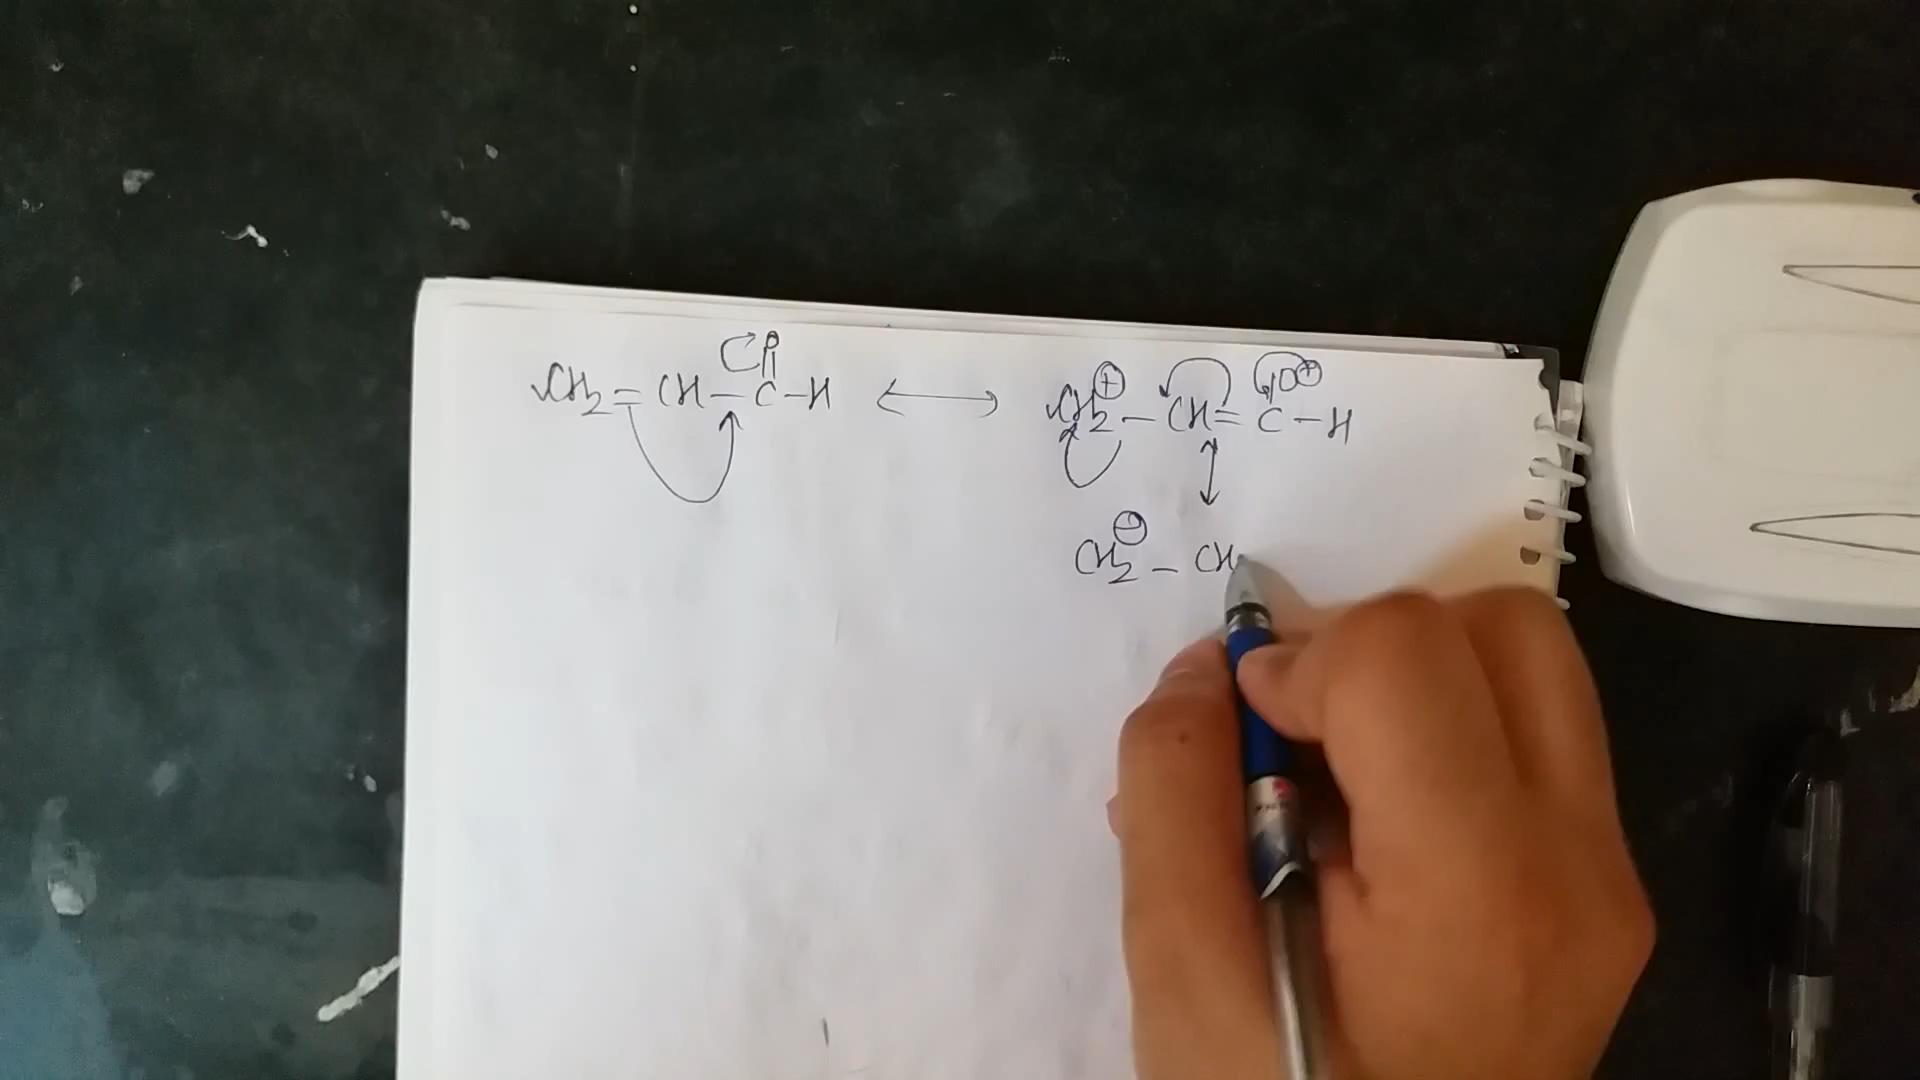 O
CH2 = CH - C - H ⟷ CH2⊕ - CH = C - H
O⊕
↕
CH2⊖ - CH